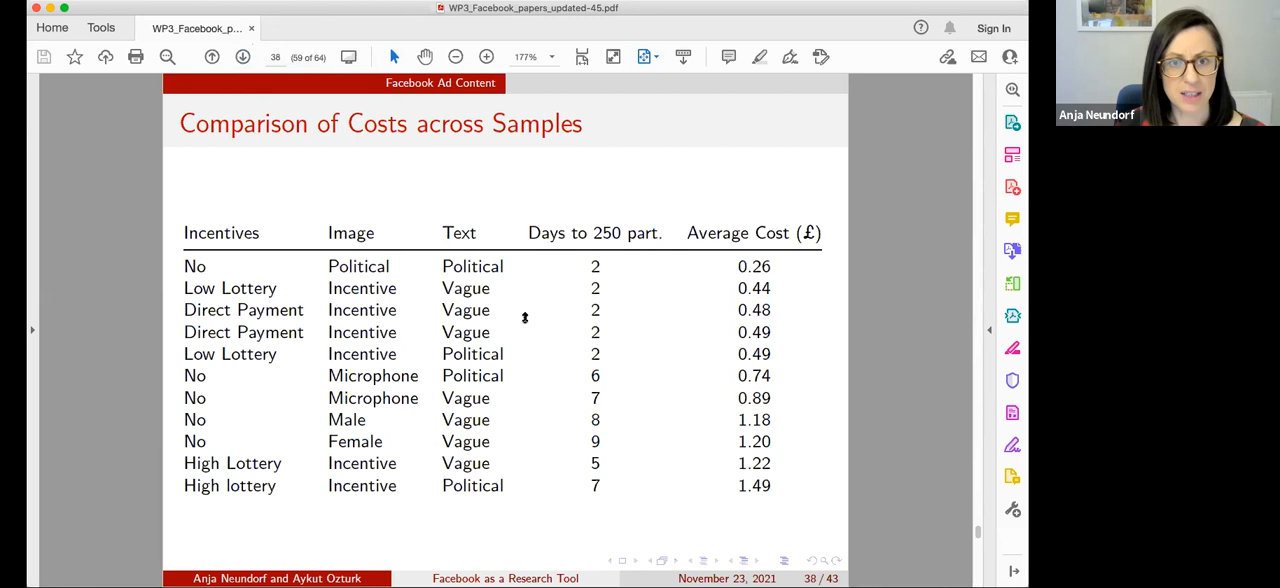 WP3_Facebook_papers_updated-45.pdf
Home Tools WP3_Facebook_p... × Sign In
38 (59 of 64) 177%
Facebook Ad Content
Comparison of Costs across Samples
Incentives Image Text Days to 250 part. Average Cost (£)
No Political Political 2 0.26
Low Lottery Incentive Vague 2 0.44
Direct Payment Incentive Vague 2 0.48
Direct Payment Incentive Vague 2 0.49
Low Lottery Incentive Political 2 0.49
No Microphone Political 6 0.74
No Microphone Vague 7 0.89
No Male Vague 8 1.18
No Female Vague 9 1.20
High Lottery Incentive Vague 5 1.22
High lottery Incentive Political 7 1.49
Anja Neundorf and Aykut Ozturk Facebook as a Research Tool November 23, 2021 38 / 43
Anja Neundorf